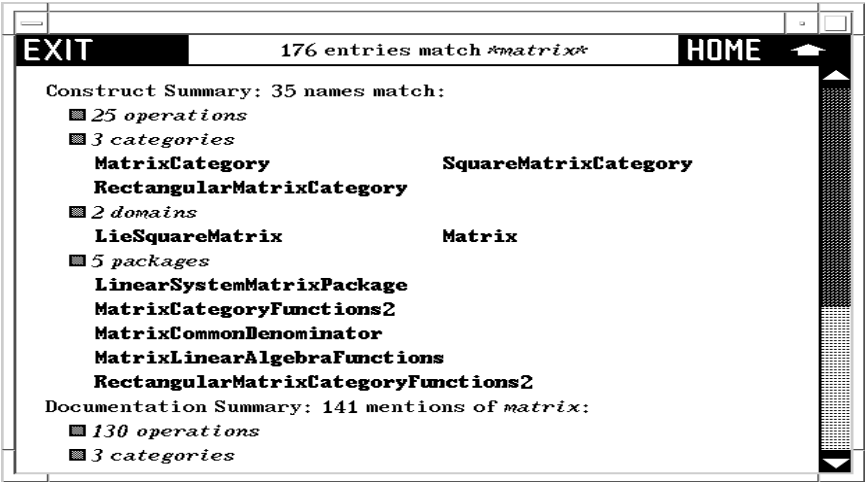 EXIT 176 entries match *matrix* HOME
Construct Summary: 35 names match:
25 operations
3 categories
MatrixCategory SquareMatrixCategory
RectangularMatrixCategory
2 domains
LieSquareMatrix Matrix
5 packages
LinearSystemMatrixPackage
MatrixCategoryFunctions2
MatrixCommonDenominator
MatrixLinearAlgebraFunctions
RectangularMatrixCategoryFunctions2
Documentation Summary: 141 mentions of matrix:
130 operations
3 categories